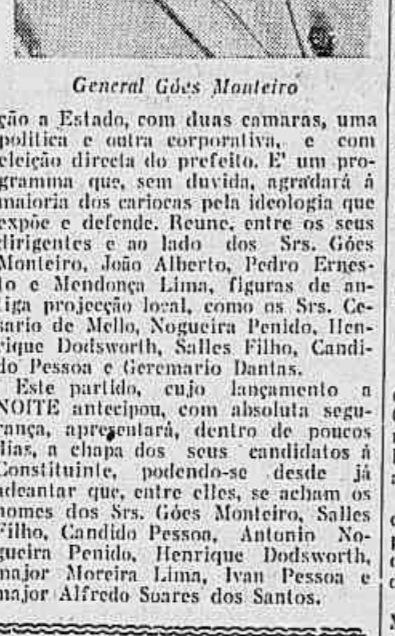 General Góes Monteiro
ção a Estado, com duas camaras, uma
politica e outra corporativa, e com
eleição directa do prefeito. E' um pro-
gramma que, sem duvida, agradará á
maioria dos cariocas pela ideologia que
expõe e defende. Reune, entre os seus
dirigentes e ao lado dos Srs. Góes
Monteiro, João Alberto, Pedro Ernes-
to e Mendonça Lima, figuras de an-
tiga projecção local, como os Srs. Ce-
sario de Mello, Nogueira Penido, Hen-
rique Dodsworth, Salles Filho, Candi-
do Pessoa e Geremario Dantas.
Este partido, cujo lançamento a
NOITE antecipou, com absoluta segu-
rança, apresentará, dentro de poucos
dias, a chapa dos seus candidatos á
Constituinte, podendo-se desde já
adeantar que, entre elles, se acham os
nomes dos Srs. Góes Monteiro, Salles
Filho, Candido Pessoa, Antonio No-
gueira Penido, Henrique Dodsworth,
major Moreira Lima, Ivan Pessoa e
major Alfredo Soares dos Santos.